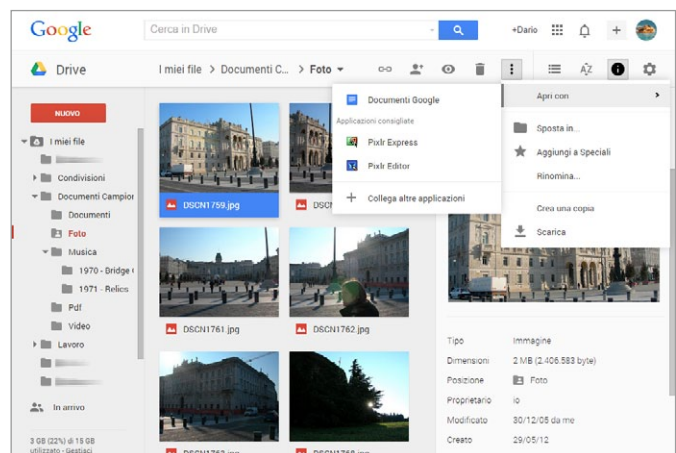 Google
Cerca in Drive
+Dario
Drive
I miei file > Documenti C... > Foto
NUOVO
I miei file
Condivisioni
Documenti Campior
Documenti
Foto
Musica
1970 - Bridge
1971 - Relics
Pdf
Video
Lavoro
In arrivo
3 GB (22%) di 15 GB
utilizzato - Gestisci
Documenti Google
Applicazioni consigliate
Pixlr Express
Pixlr Editor
Collega altre applicazioni
Apri con
Sposta in...
Aggiungi a Speciali
Rinomina...
Crea una copia
Scarica
DSCN1759.jpg
DSC
DSCN1761.jpg
DSCN1762.jpg
Tipo Immagine
Dimensioni 2 MB (2.406.583 byte)
Posizione Foto
Proprietario io
Modificato 30/12/05 da me
Creato 29/05/12